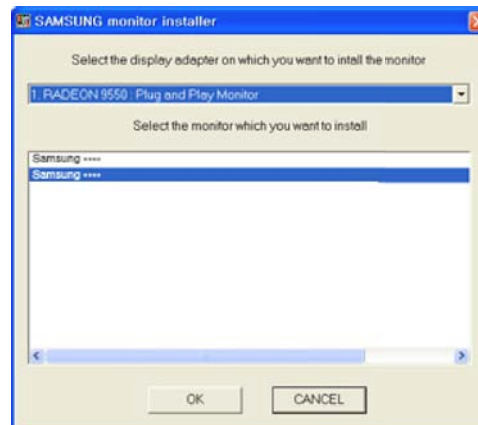 SAMSUNG monitor installer
Select the display adapter on which you want to intall the monitor
1. RADEON 9550 : Plug and Play Monitor
Select the monitor which you want to install
Samsung ****
Samsung ****
OK
CANCEL